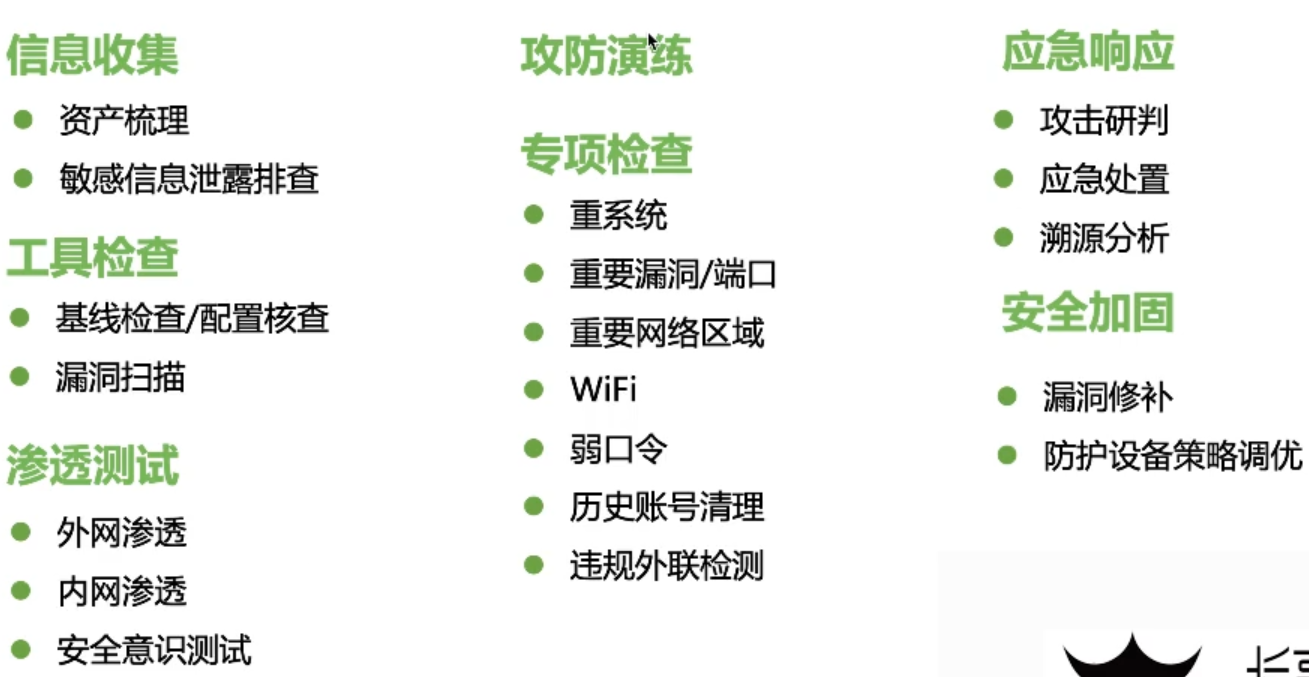 信息收集
资产梳理
敏感信息泄露排查
工具检查
基线检查/配置核查
漏洞扫描
渗透测试
外网渗透
内网渗透
安全意识测试
攻防演练
专项检查
重系统
重要漏洞/端口
重要网络区域
WiFi
弱口令
历史账号清理
违规外联检测
应急响应
攻击研判
应急处置
溯源分析
安全加固
漏洞修补
防护设备策略调优